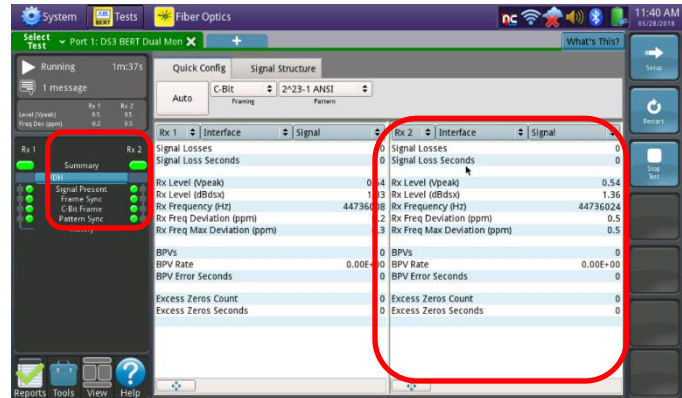 System Tests Fiber Optics 11:40 AM
05/28/2018
Select Test Port 1: DS3 BERT Dual Mon X + What's This?
Running 1m:37s
1 message
Rx 1 Rx 2
Level (Vpeak) 0.5 0.5
Freq Dev (ppm) 0.2 0.5
Rx 1 Rx 2
Summary
PDH
Signal Present
Frame Sync
C-Bit Frame
Pattern Sync
History
Reports Tools View Help
Quick Config Signal Structure
Auto C-Bit 2^23-1 ANSI
Framing Pattern
Rx 1 Interface Signal
Signal Losses 0
Signal Loss Seconds 0
Rx Level (Vpeak)
Rx Level (dBdsx)
Rx Frequency (Hz)
Rx Freq Deviation (ppm)
Rx Freq Max Deviation (ppm)
BPVs 0
BPV Rate 0.00E+00
BPV Error Seconds 0
Excess Zeros Count 0
Excess Zeros Seconds 0
Rx 2 Interface Signal
Signal Losses 0
Signal Loss Seconds 0
Rx Level (Vpeak) 0.54
Rx Level (dBdsx) 1.36
Rx Frequency (Hz) 44736024
Rx Freq Deviation (ppm) 0.5
Rx Freq Max Deviation (ppm) 0.5
BPVs 0
BPV Rate 0.00E+00
BPV Error Seconds 0
Excess Zeros Count 0
Excess Zeros Seconds 0
Setup
Restart
Stop
Test